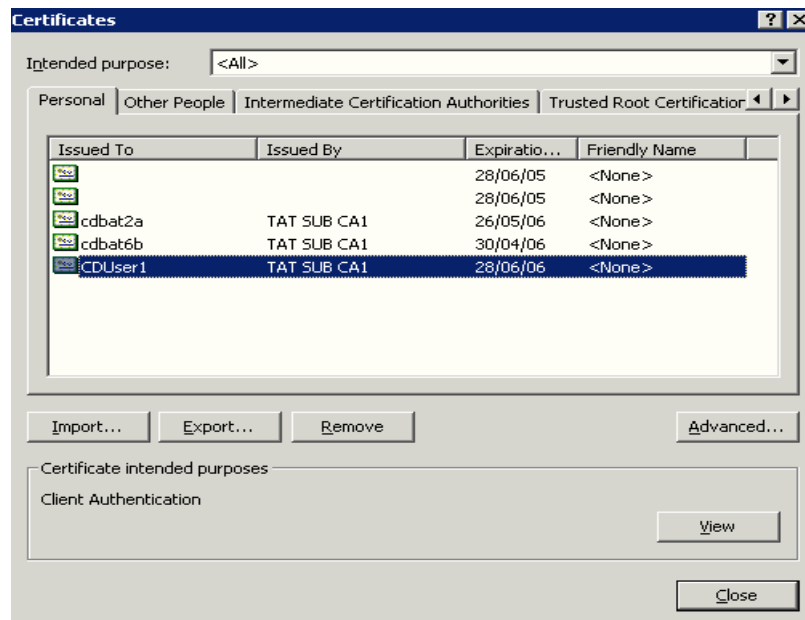 Certificates
Intended purpose: <All>
Personal Other People Intermediate Certification Authorities Trusted Root Certification
Issued To Issued By Expiratio... Friendly Name
28/06/05 <None>
28/06/05 <None>
cdbat2a TAT SUB CA1 26/05/06 <None>
cdbat6b TAT SUB CA1 30/04/06 <None>
CDUser1 TAT SUB CA1 28/06/06 <None>
Import... Export... Remove Advanced...
Certificate intended purposes
Client Authentication
View
Close